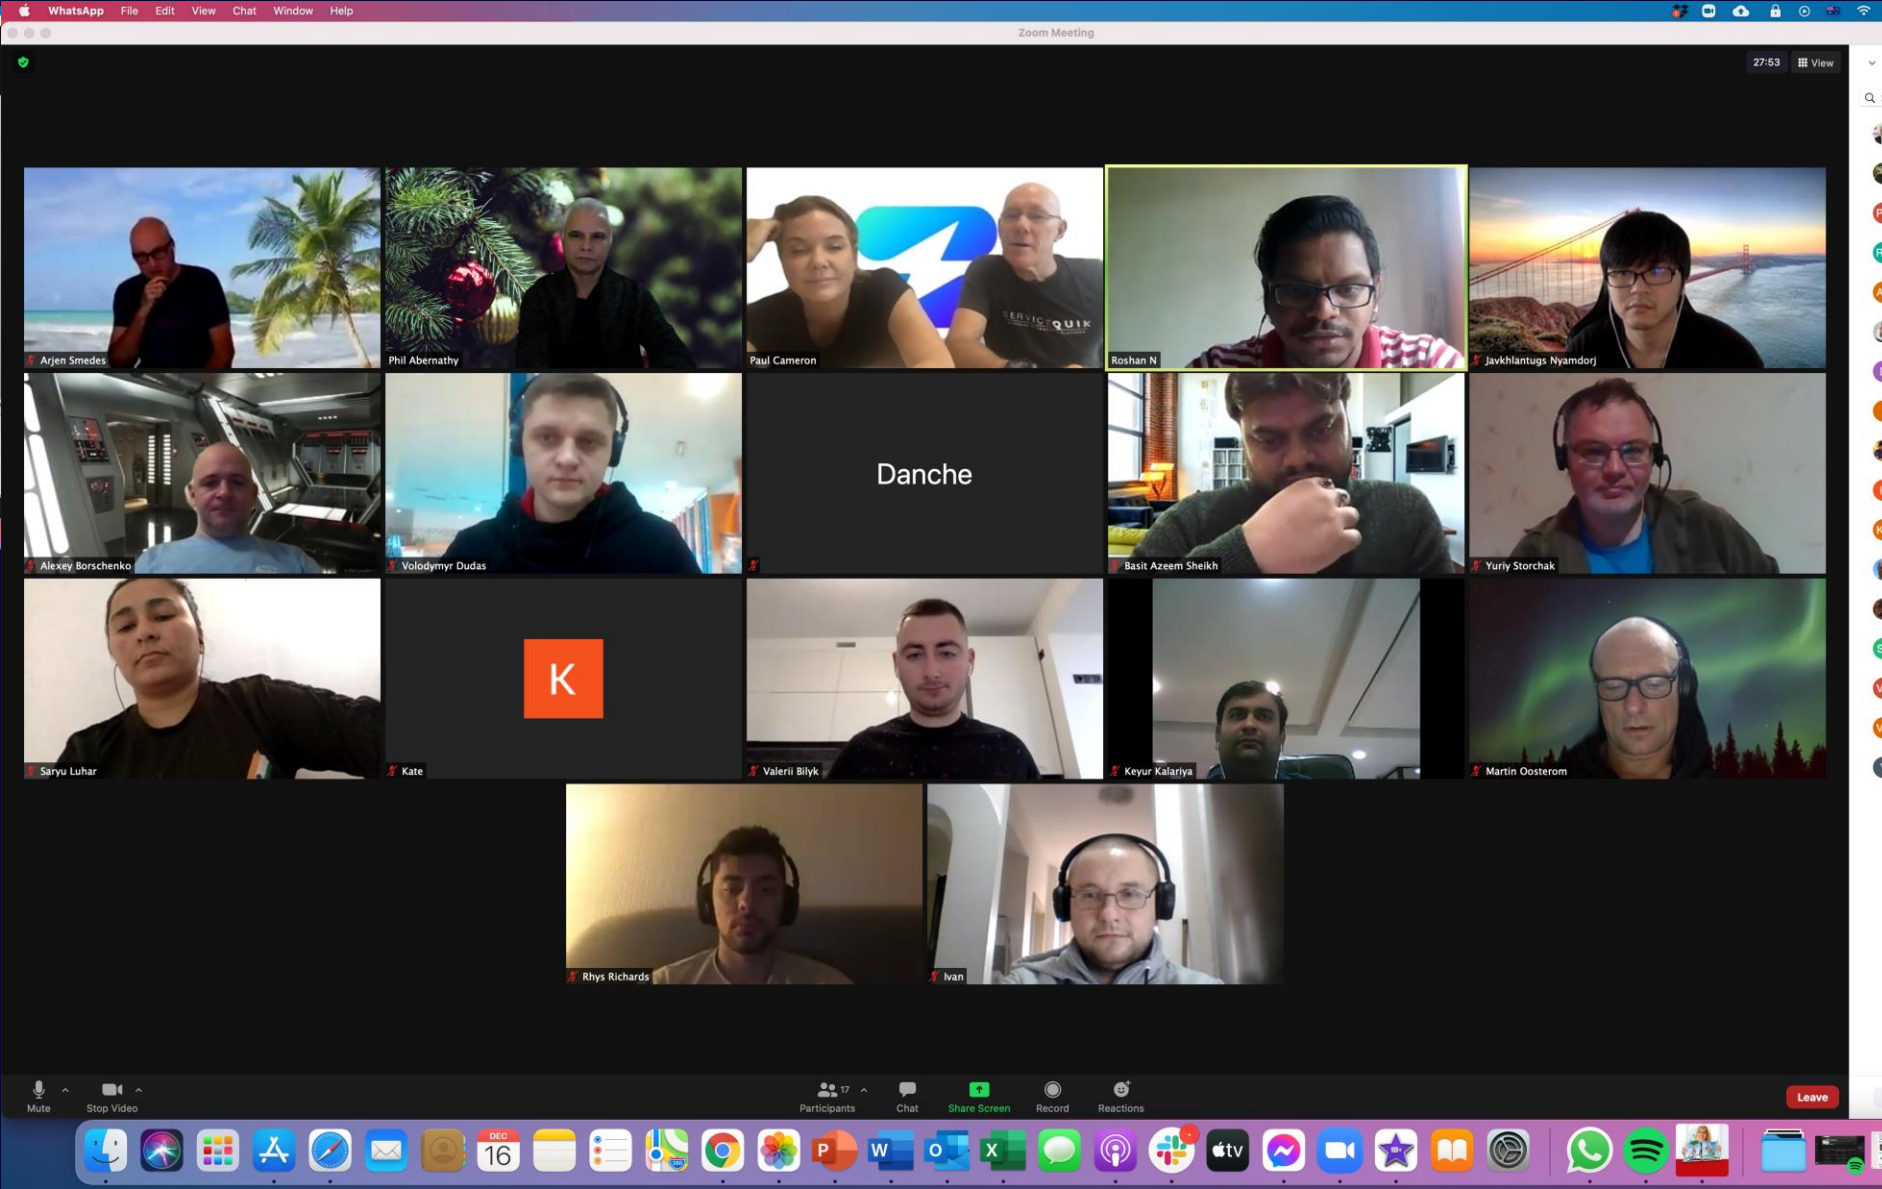 WhatsApp File Edit View Chat Window Help
Zoom Meeting
27:53 View
Arjen Smedes
Phil Abernathy
Paul Cameron
SERVICEQUIK
Roshan N
Javkhlantugs Nyamdorj
Alexey Borschenko
Volodymyr Dudas
Danche
Basit Azeem Sheikh
Yuriy Storchak
Saryu Luhar
K
Kate
Valerii Bilyk
Keyur Kalariya
Martin Oosterom
Rhys Richards
Ivan
Mute
Stop Video
17
Participants
Chat
Share Screen
Record
Reactions
Leave
DEC
16
P
W
O
X
tv